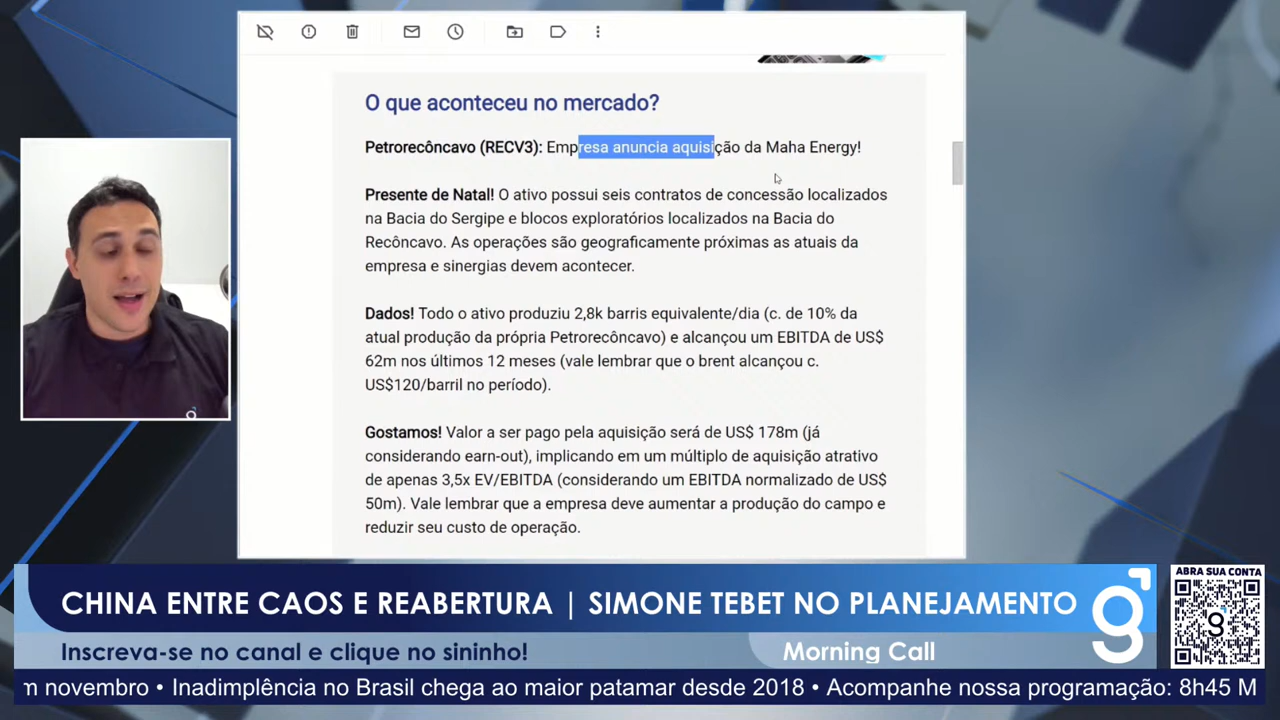 O que aconteceu no mercado?
Petrorecôncavo (RECV3): Empresa anuncia aquisição da Maha Energy!
Presente de Natal! O ativo possui seis contratos de concessão localizados
na Bacia do Sergipe e blocos exploratórios localizados na Bacia do
Recôncavo. As operações são geograficamente próximas as atuais da
empresa e sinergias devem acontecer.
Dados! Todo o ativo produziu 2,8k barris equivalente/dia (c. de 10% da
atual produção da própria Petrorecôncavo) e alcançou um EBITDA de US$
62m nos últimos 12 meses (vale lembrar que o brent alcançou c.
US$120/barril no período).
Gostamos! Valor a ser pago pela aquisição será de US$ 178m (já
considerando earn-out), implicando em um múltiplo de aquisição atrativo
de apenas 3,5x EV/EBITDA (considerando um EBITDA normalizado de US$
50m). Vale lembrar que a empresa deve aumentar a produção do campo e
reduzir seu custo de operação.
CHINA ENTRE CAOS E REABERTURA | SIMONE TEBET NO PLANEJAMENTO
ABRA SUA CONTA
Inscreva-se no canal e clique no sininho!
Morning Call
m novembro • Inadimplência no Brasil chega ao maior patamar desde 2018 • Acompanhe nossa programação: 8h45 M